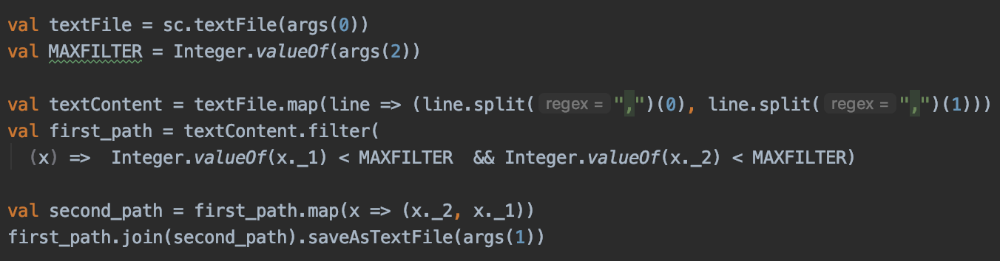 val textFile = sc.textFile(args(0))
val MAXFILTER = Integer.valueOf(args(2))
val textContent = textFile.map(line => (line.split( regex = ",")(0), line.split( regex = ",")(1)))
val first_path = textContent.filter(
(x) => Integer.valueOf(x._1) < MAXFILTER && Integer.valueOf(x._2) < MAXFILTER)
val second_path = first_path.map(x => (x._2, x._1))
first_path.join(second_path).saveAsTextFile(args(1))